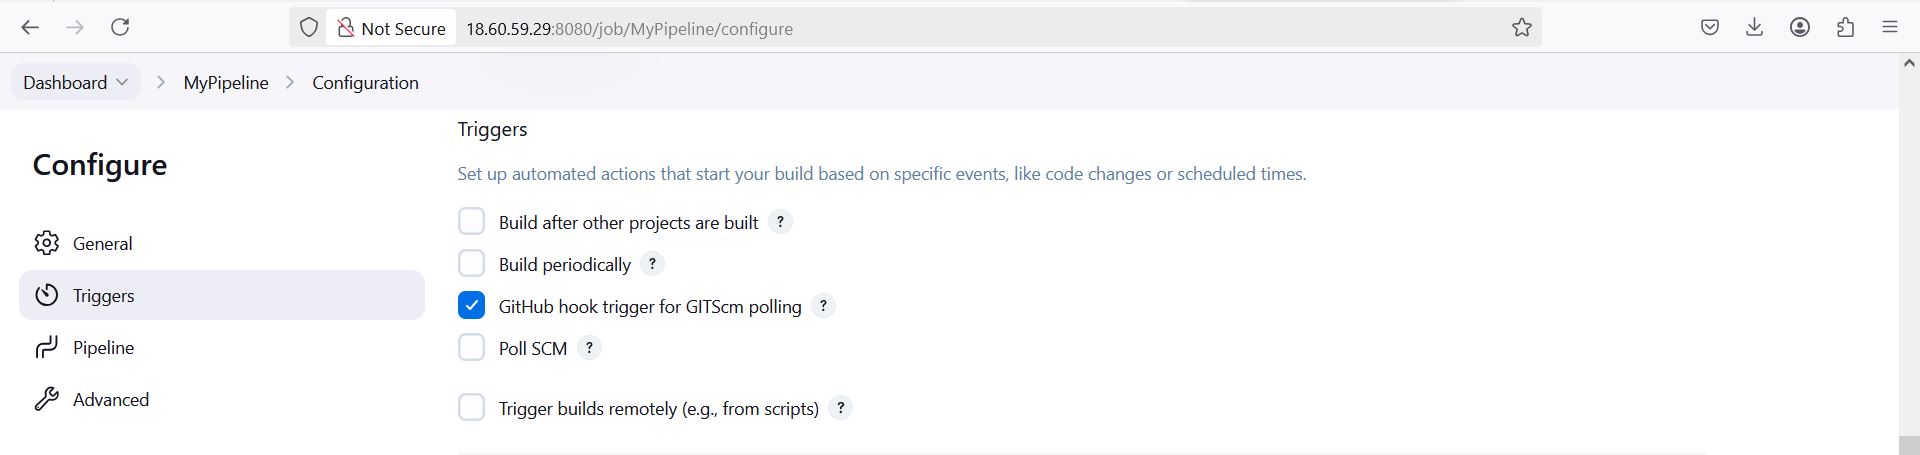 Not Secure 18.60.59.29:8080/job/MyPipeline/configure
Dashboard MyPipeline Configuration
Configure
General
Triggers
Pipeline
Advanced
Triggers
Set up automated actions that start your build based on specific events, like code changes or scheduled times.
Build after other projects are built ?
Build periodically ?
GitHub hook trigger for GITScm polling ?
Poll SCM ?
Trigger builds remotely (e.g., from scripts) ?